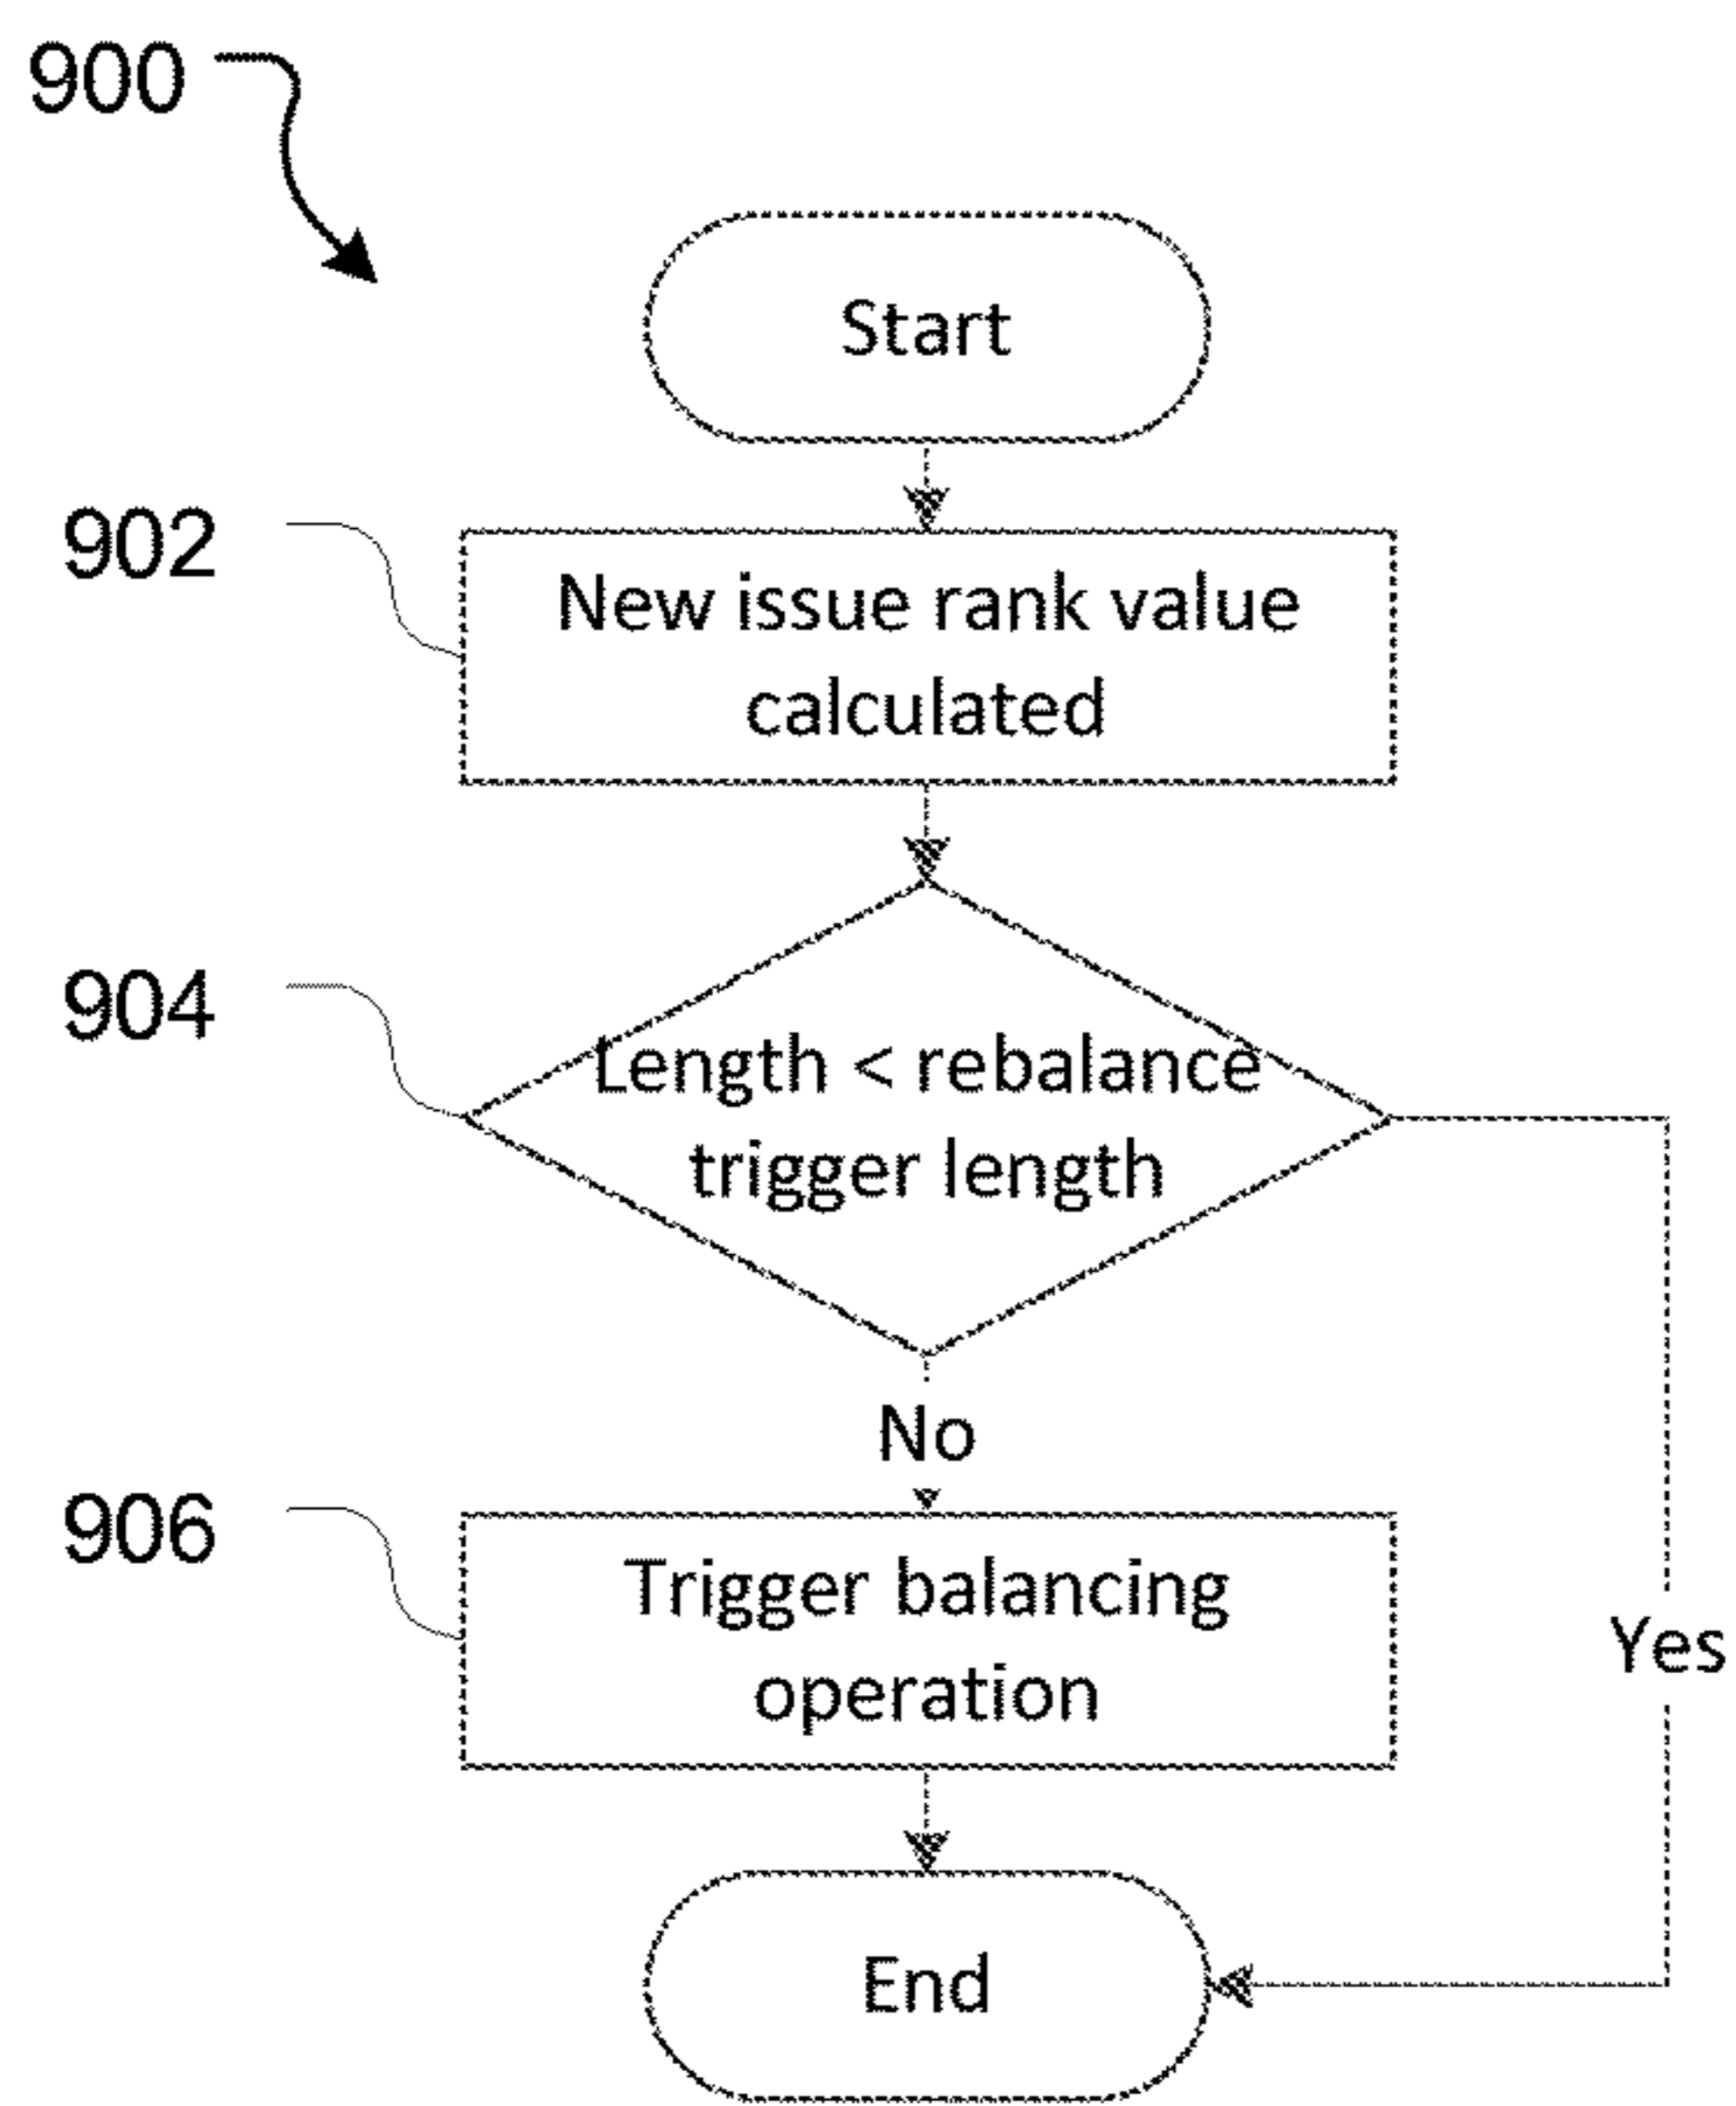 900
Start
902
New issue rank value
calculated
904
Length < rebalance
trigger length
No
906
Trigger balancing
operation
Yes
End